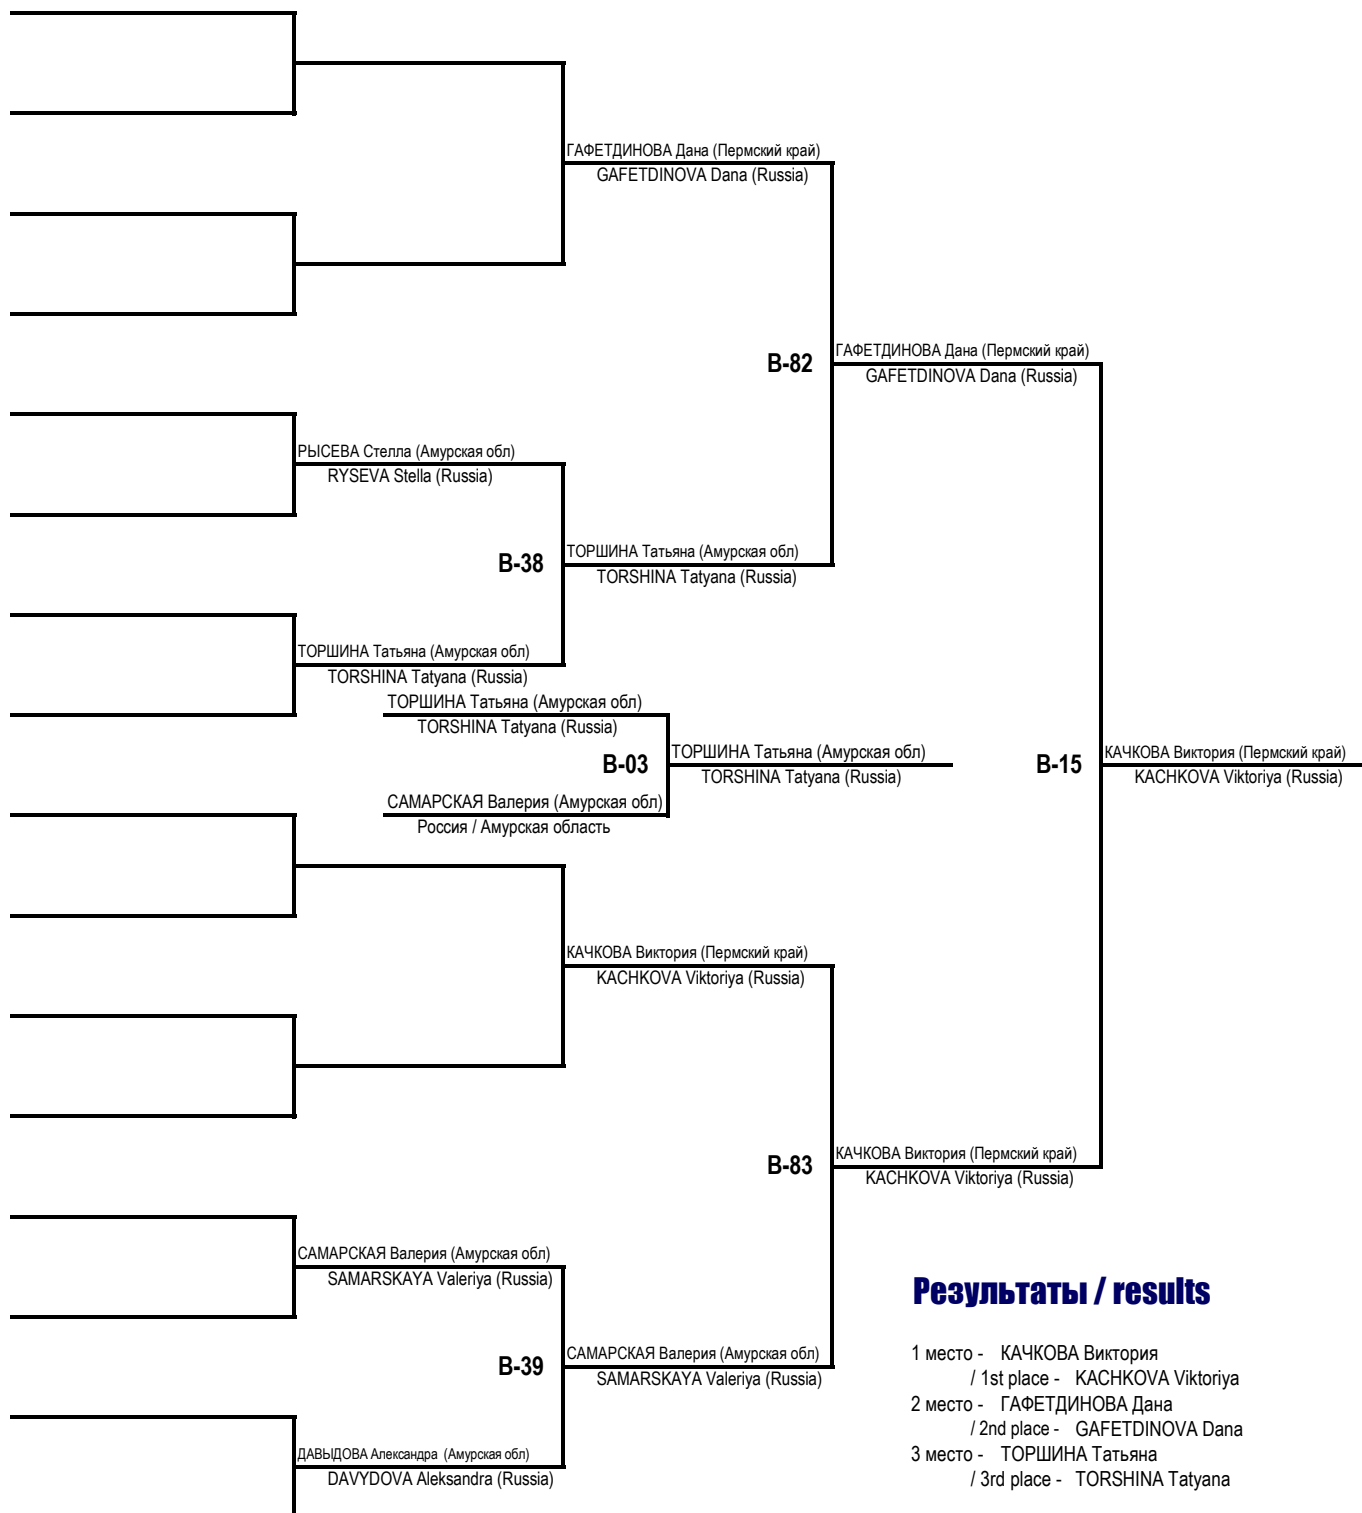 ГАФЕТДИНОВА Дана (Пермский край)
GAFETDINOVA Dana (Russia)
B-82
ГАФЕТДИНОВА Дана (Пермский край)
GAFETDINOVA Dana (Russia)
РЫСЕВА Стелла (Амурская обл)
RYSEVA Stella (Russia)
B-38
ТОРШИНА Татьяна (Амурская обл)
TORSHINA Tatyana (Russia)
ТОРШИНА Татьяна (Амурская обл)
TORSHINA Tatyana (Russia)
ТОРШИНА Татьяна (Амурская обл)
TORSHINA Tatyana (Russia)
B-03
ТОРШИНА Татьяна (Амурская обл)
TORSHINA Tatyana (Russia)
B-15
КАЧКОВА Виктория (Пермский край)
KACHKOVA Viktoriya (Russia)
САМАРСКАЯ Валерия (Амурская обл)
Россия / Амурская область
КАЧКОВА Виктория (Пермский край)
KACHKOVA Viktoriya (Russia)
B-83
КАЧКОВА Виктория (Пермский край)
KACHKOVA Viktoriya (Russia)
САМАРСКАЯ Валерия (Амурская обл)
SAMARSKAYA Valeriya (Russia)
B-39
САМАРСКАЯ Валерия (Амурская обл)
SAMARSKAYA Valeriya (Russia)
ДАВЫДОВА Александра (Амурская обл)
DAVYDOVA Aleksandra (Russia)
Результаты / results
1 место - КАЧКОВА Виктория
/ 1st place - KACHKOVA Viktoriya
2 место - ГАФЕТДИНОВА Дана
/ 2nd place - GAFETDINOVA Dana
3 место - ТОРШИНА Татьяна
/ 3rd place - TORSHINA Tatyana